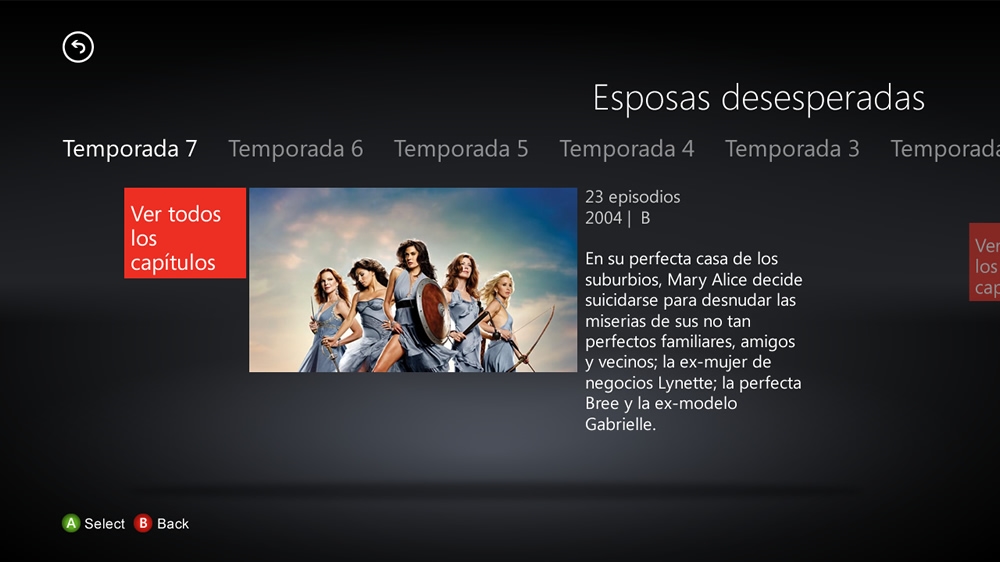 Esposas desesperadas
Temporada 7 Temporada 6 Temporada 5 Temporada 4 Temporada 3 Temporada
Ver todos
los
capítulos
23 episodios
2004 | B
En su perfecta casa de los
suburbios, Mary Alice decide
suicidarse para desnudar las
miserias de sus no tan
perfectos familiares, amigos
y vecinos; la ex-mujer de
negocios Lynette; la perfecta
Bree y la ex-modelo
Gabrielle.
Ver
los
cap
A Select B Back